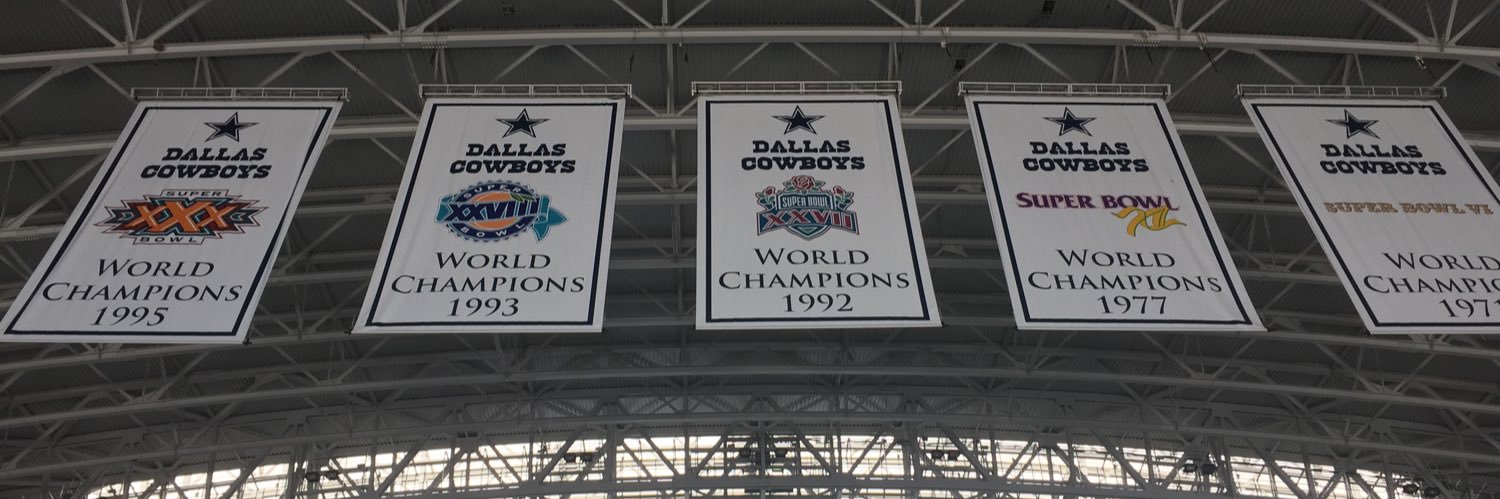 DALLAS
COWBOYS
SUPER
XXX
BOWL
WORLD
CHAMPIONS
1995
DALLAS
COWBOYS
SUPER
XXVIII
BOWL
WORLD
CHAMPIONS
1993
DALLAS
COWBOYS
SUPER BOWL
XXVII
WORLD
CHAMPIONS
1992
DALLAS
COWBOYS
SUPER BOWL
XII
WORLD
CHAMPIONS
1977
DALLAS
COWBOYS
SUPER BOWL VI
WORLD
CHAMPIO
1971